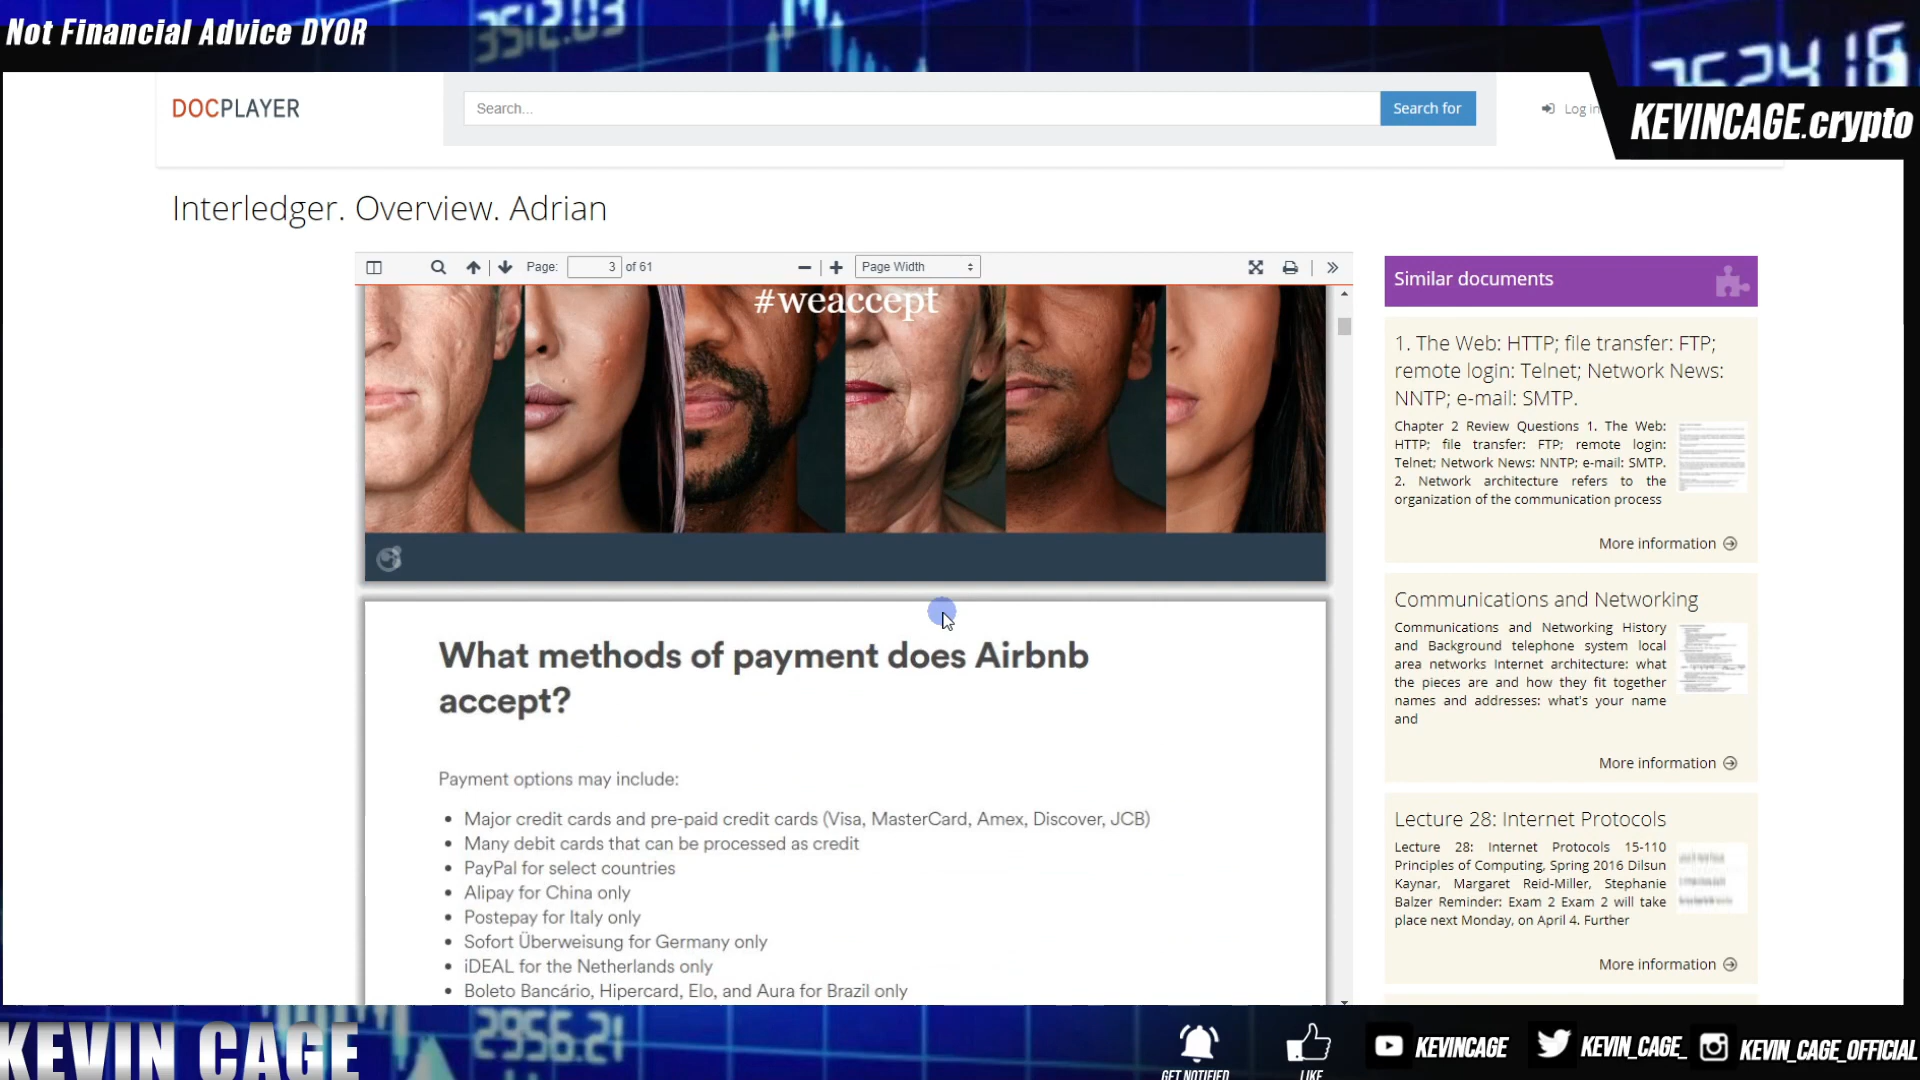 Not Financial Advice DYOR
3512.03
KEVINCAGE.crypto
DOCPLAYER
Search...
Search for
Log in
Interledger. Overview. Adrian
Page:
3
of 61
Page Width
#weaccept
What methods of payment does Airbnb
accept?
Payment options may include:
• Major credit cards and pre-paid credit cards (Visa, MasterCard, Amex, Discover, JCB)
• Many debit cards that can be processed as credit
• PayPal for select countries
• Alipay for China only
• Postepay for Italy only
• Sofort Überweisung for Germany only
• iDEAL for the Netherlands only
• Boleto Bancário, Hipercard, Elo, and Aura for Brazil only
Similar documents
1. The Web: HTTP; file transfer: FTP;
remote login: Telnet; Network News:
NNTP; e-mail: SMTP.
Chapter 2 Review Questions 1. The Web:
HTTP; file transfer: FTP; remote login:
Telnet; Network News: NNTP; e-mail: SMTP.
2. Network architecture refers to the
organization of the communication process
More information
Communications and Networking
Communications and Networking History
and Background telephone system local
area networks Internet architecture: what
the pieces are and how they fit together
names and addresses: what's your name
and
More information
Lecture 28: Internet Protocols
Lecture 28: Internet Protocols 15-110
Principles of Computing, Spring 2016 Dilsun
Kaynar, Margaret Reid-Miller, Stephanie
Balzer Reminder: Exam 2 Exam 2 will take
place next Monday, on April 4. Further
More information
KEVIN CAGE
2956.21
GET NOTIFIED
LIKE
KEVINCAGE
KEVIN_CAGE_
KEVIN_CAGE_OFFICIAL